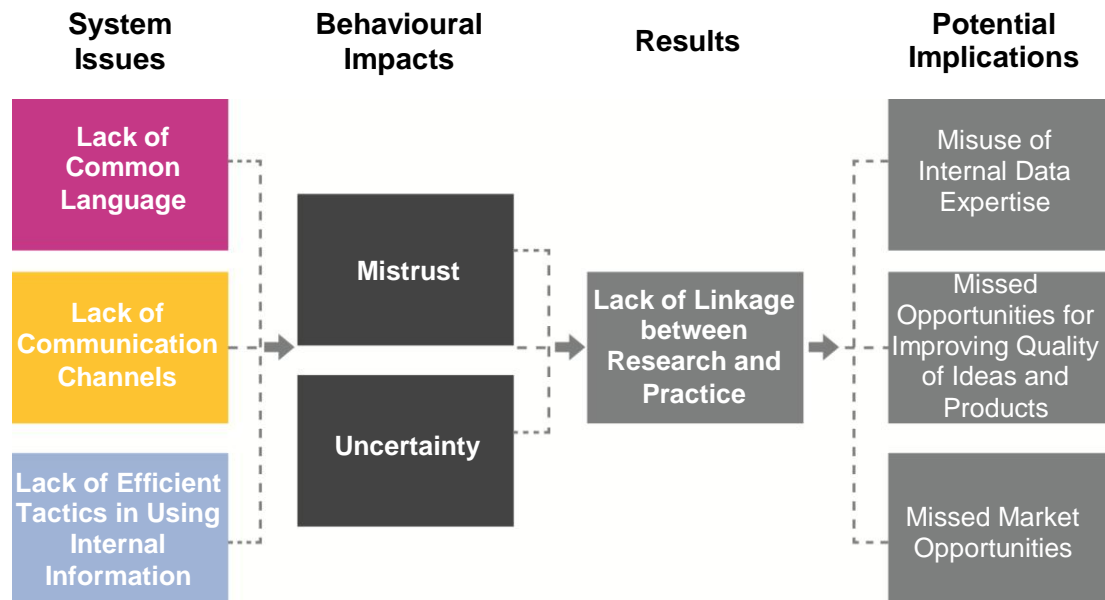 System
Issues
Behavioural
Impacts
Results
Potential
Implications
Lack of
Common
Language
Lack of
Communication
Channels
Lack of Efficient
Tactics in Using
Internal
Information
Mistrust
Uncertainty
Lack of Linkage
between
Research and
Practice
Misuse of
Internal Data
Expertise
Missed
Opportunities for
Improving Quality
of Ideas and
Products
Missed Market
Opportunities